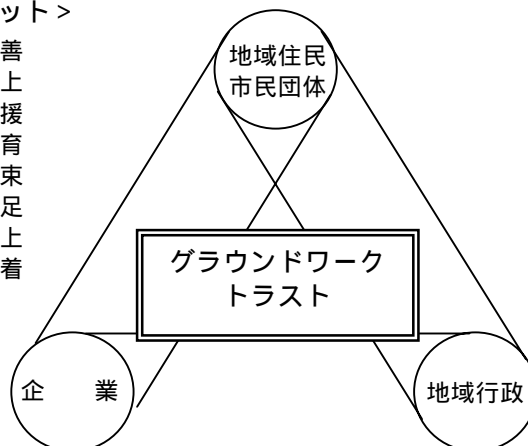 ット>
善
上
援
育
束
足
上
着
地域住民
市民団体
グラウンドワーク
トラスト
企　業
地域行政